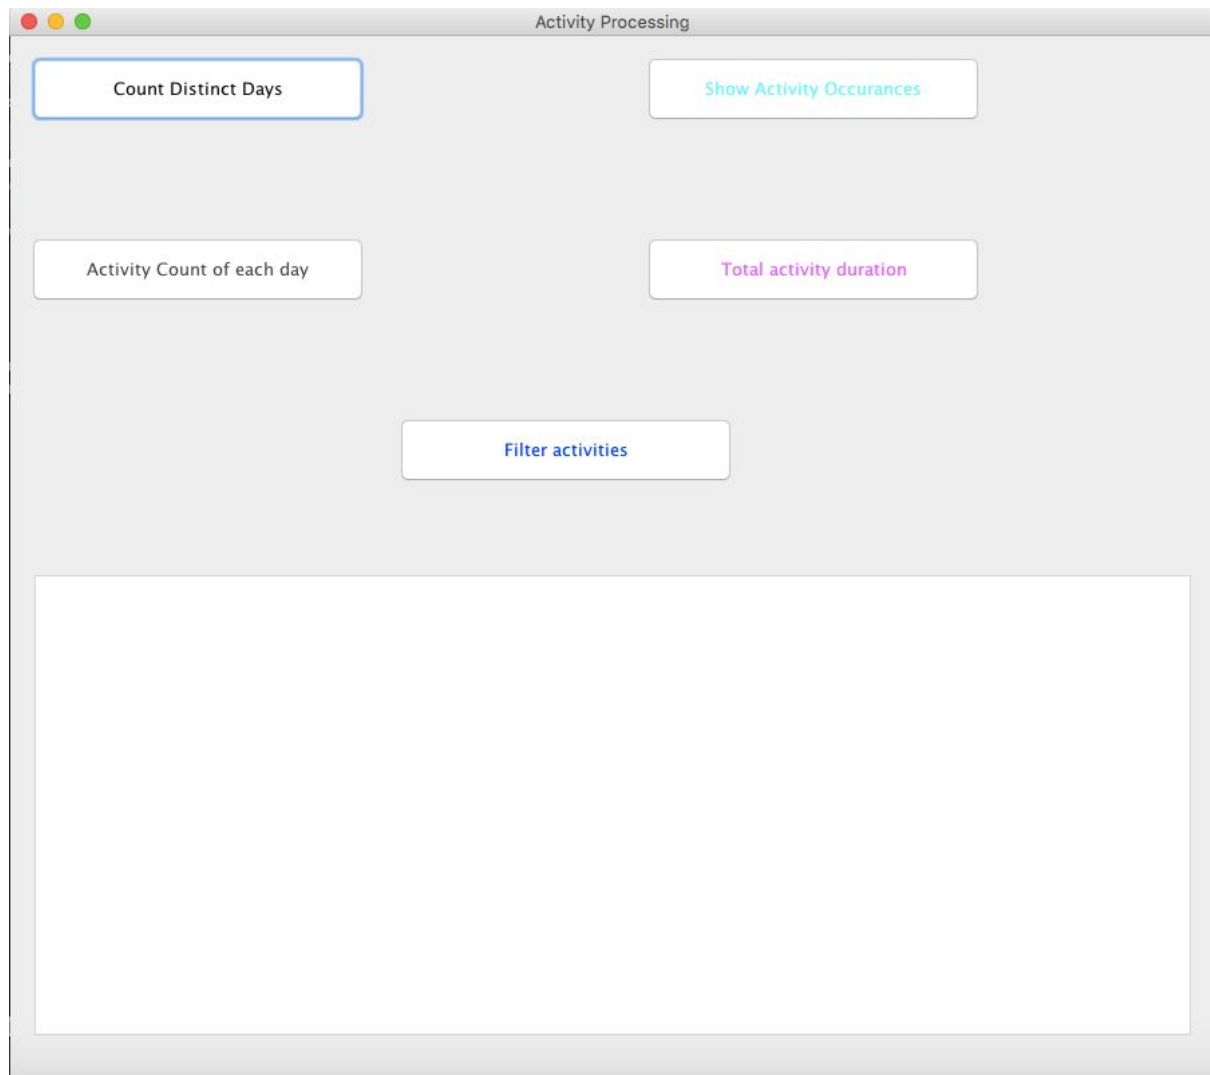 Activity Processing
Count Distinct Days
Show Activity Occurances
Activity Count of each day
Total activity duration
Filter activities